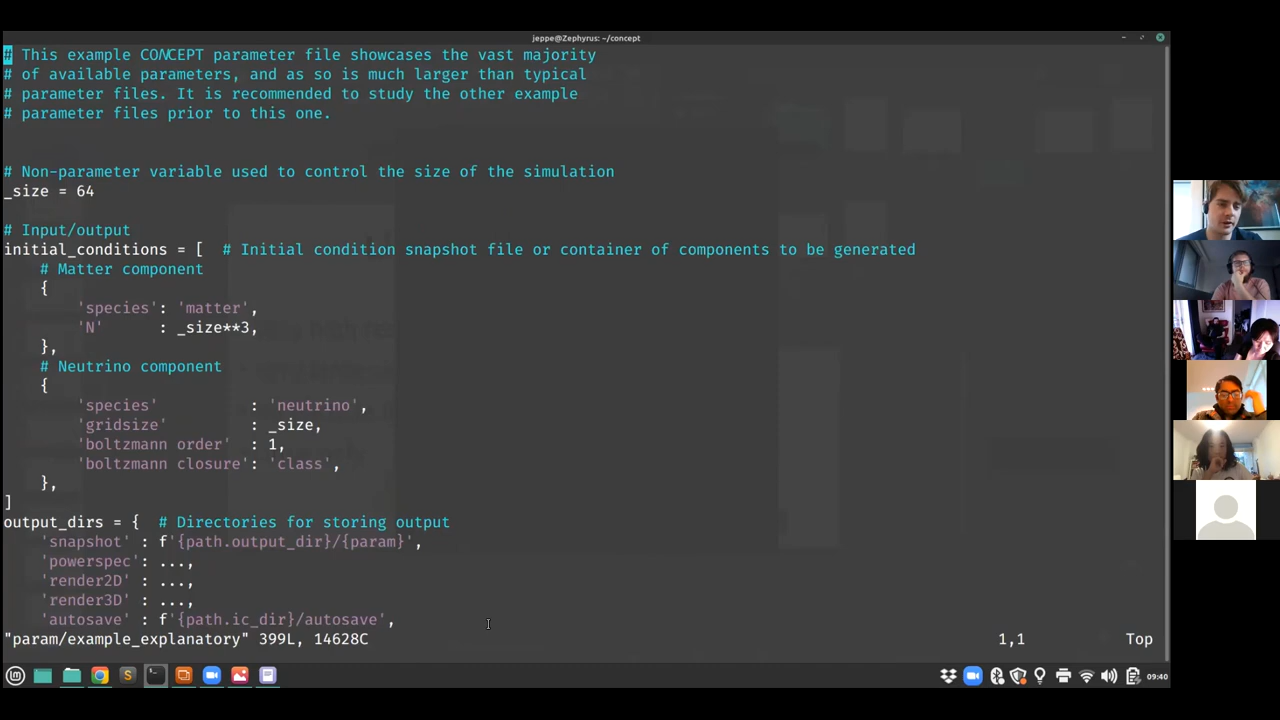 jeppe@Zephyrus: ~/concept
# This example CONCEPT parameter file showcases the vast majority
# of available parameters, and as so is much larger than typical
# parameter files. It is recommended to study the other example
# parameter files prior to this one.
# Non-parameter variable used to control the size of the simulation
_size = 64
# Input/output
initial_conditions = [  # Initial condition snapshot file or container of components to be generated
    # Matter component
    {
        'species': 'matter',
        'N'      : _size**3,
    },
    # Neutrino component
    {
        'species'         : 'neutrino',
        'gridsize'        : _size,
        'boltzmann order'  : 1,
        'boltzmann closure': 'class',
    },
]
output_dirs = {  # Directories for storing output
    'snapshot' : f'{path.output_dir}/{param}',
    'powerspec': ...,
    'render2D' : ...,
    'render3D' : ...,
    'autosave' : f'{path.ic_dir}/autosave',
"param/example_explanatory" 399L, 14628C 1,1 Top
09:40